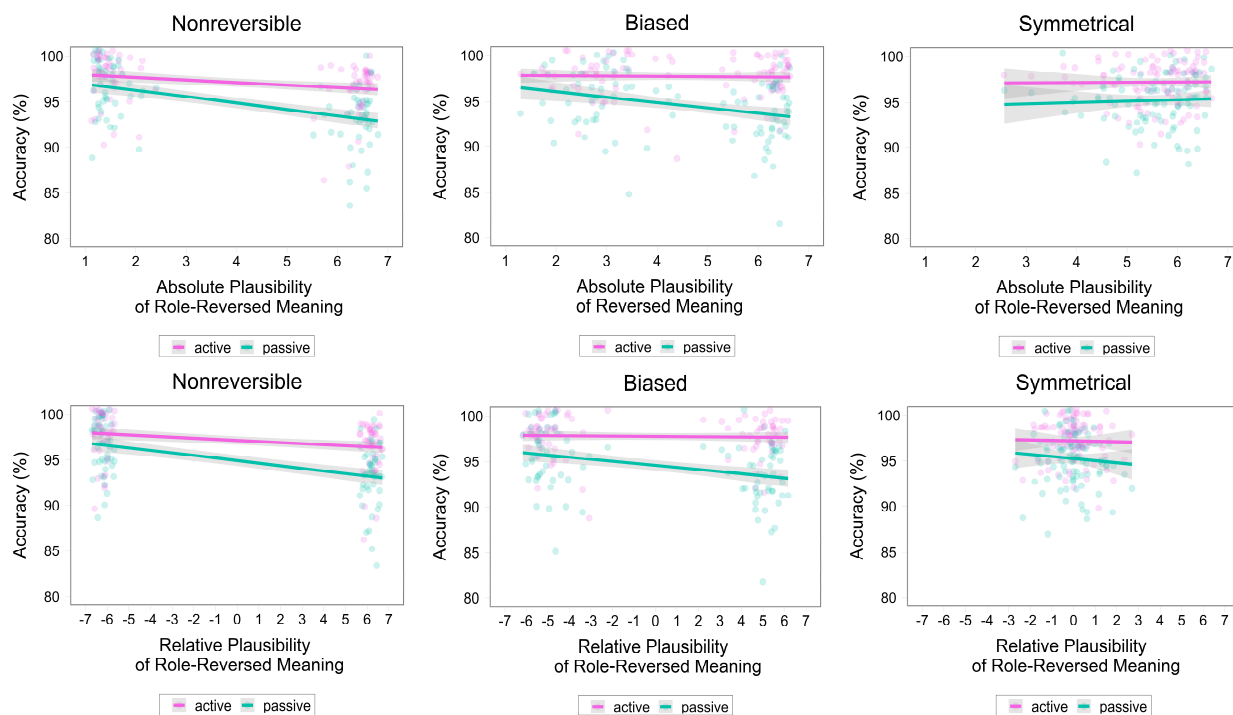 Nonreversible
Accuracy (%)
100
95
90
85
80
1 2 3 4 5 6 7
Absolute Plausibility
of Role-Reversed Meaning
active passive
Biased
Accuracy (%)
100
95
90
85
80
1 2 3 4 5 6 7
Absolute Plausibility
of Reversed Meaning
active passive
Symmetrical
Accuracy (%)
100
95
90
85
80
1 2 3 4 5 6 7
Absolute Plausibility
of Role-Reversed Meaning
active passive
Nonreversible
Accuracy (%)
100
95
90
85
80
-7 -6 -5 -4 -3 -2 -1 0 1 2 3 4 5 6 7
Relative Plausibility
of Role-Reversed Meaning
active passive
Biased
Accuracy (%)
100
95
90
85
80
-7 -6 -5 -4 -3 -2 -1 0 1 2 3 4 5 6 7
Relative Plausibility
of Role-Reversed Meaning
active passive
Symmetrical
Accuracy (%)
100
95
90
85
80
-7 -6 -5 -4 -3 -2 -1 0 1 2 3 4 5 6 7
Relative Plausibility
of Role-Reversed Meaning
active passive